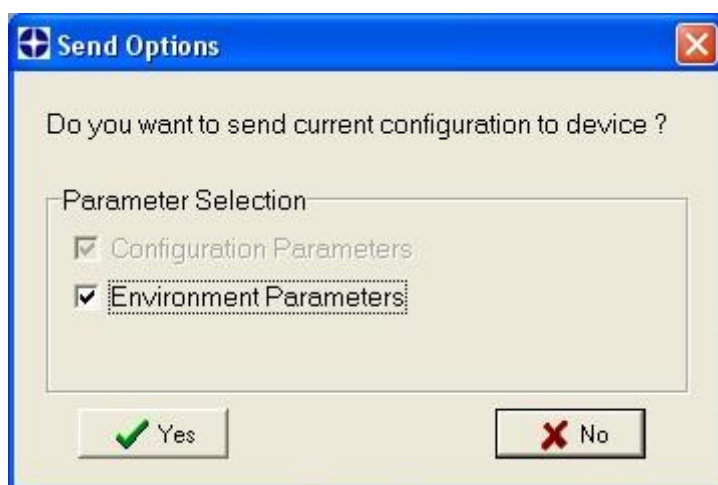 Send Options
Do you want to send current configuration to device ?
Parameter Selection
Configuration Parameters
Environment Parameters
Yes
No